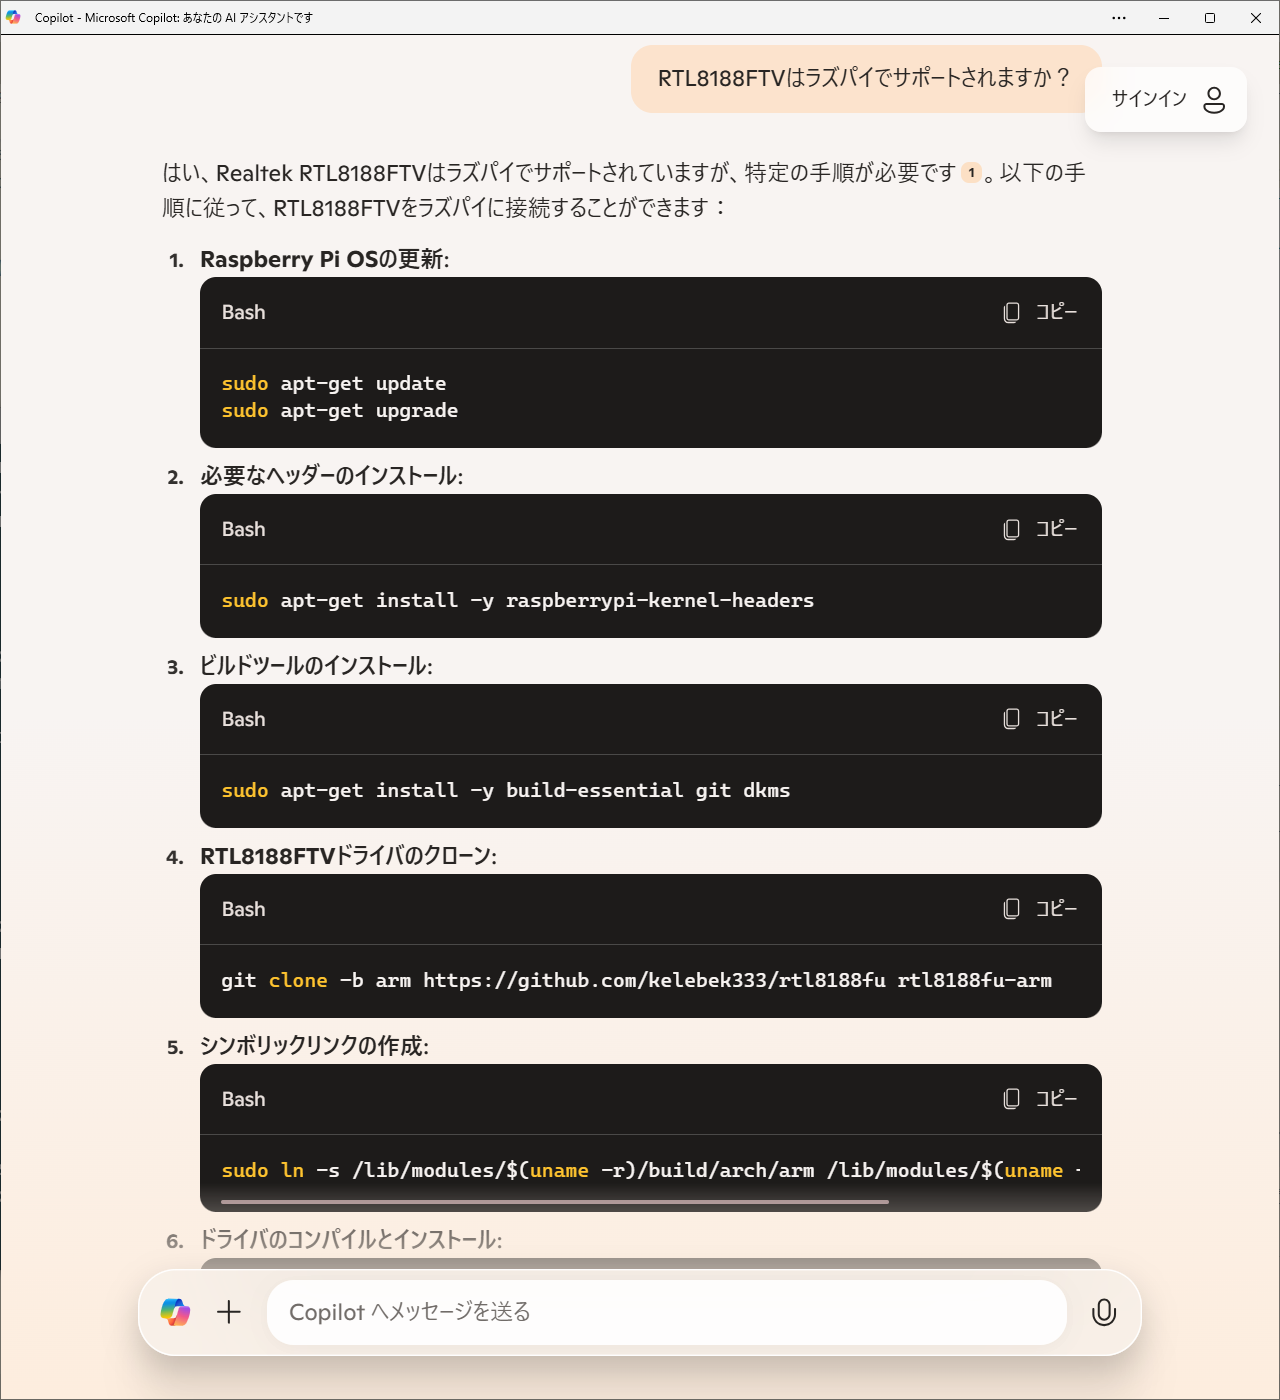 Copilot - Microsoft Copilot: あなたの AI アシスタントです
RTL8188FTVはラズパイでサポートされますか？
サインイン
はい、Realtek RTL8188FTVはラズパイでサポートされていますが、特定の手順が必要です 1 。以下の手
順に従って、RTL8188FTVをラズパイに接続することができます：
1. Raspberry Pi OSの更新:
Bash
コピー
sudo apt-get update
sudo apt-get upgrade
2. 必要なヘッダーのインストール:
Bash
コピー
sudo apt-get install -y raspberrypi-kernel-headers
3. ビルドツールのインストール:
Bash
コピー
sudo apt-get install -y build-essential git dkms
4. RTL8188FTVドライバのクローン:
Bash
コピー
git clone -b arm https://github.com/kelebek333/rtl8188fu rtl8188fu-arm
5. シンボリックリンクの作成:
Bash
コピー
sudo ln -s /lib/modules/$(uname -r)/build/arch/arm /lib/modules/$(uname -
6. ドライバのコンパイルとインストール:
Copilot へメッセージを送る